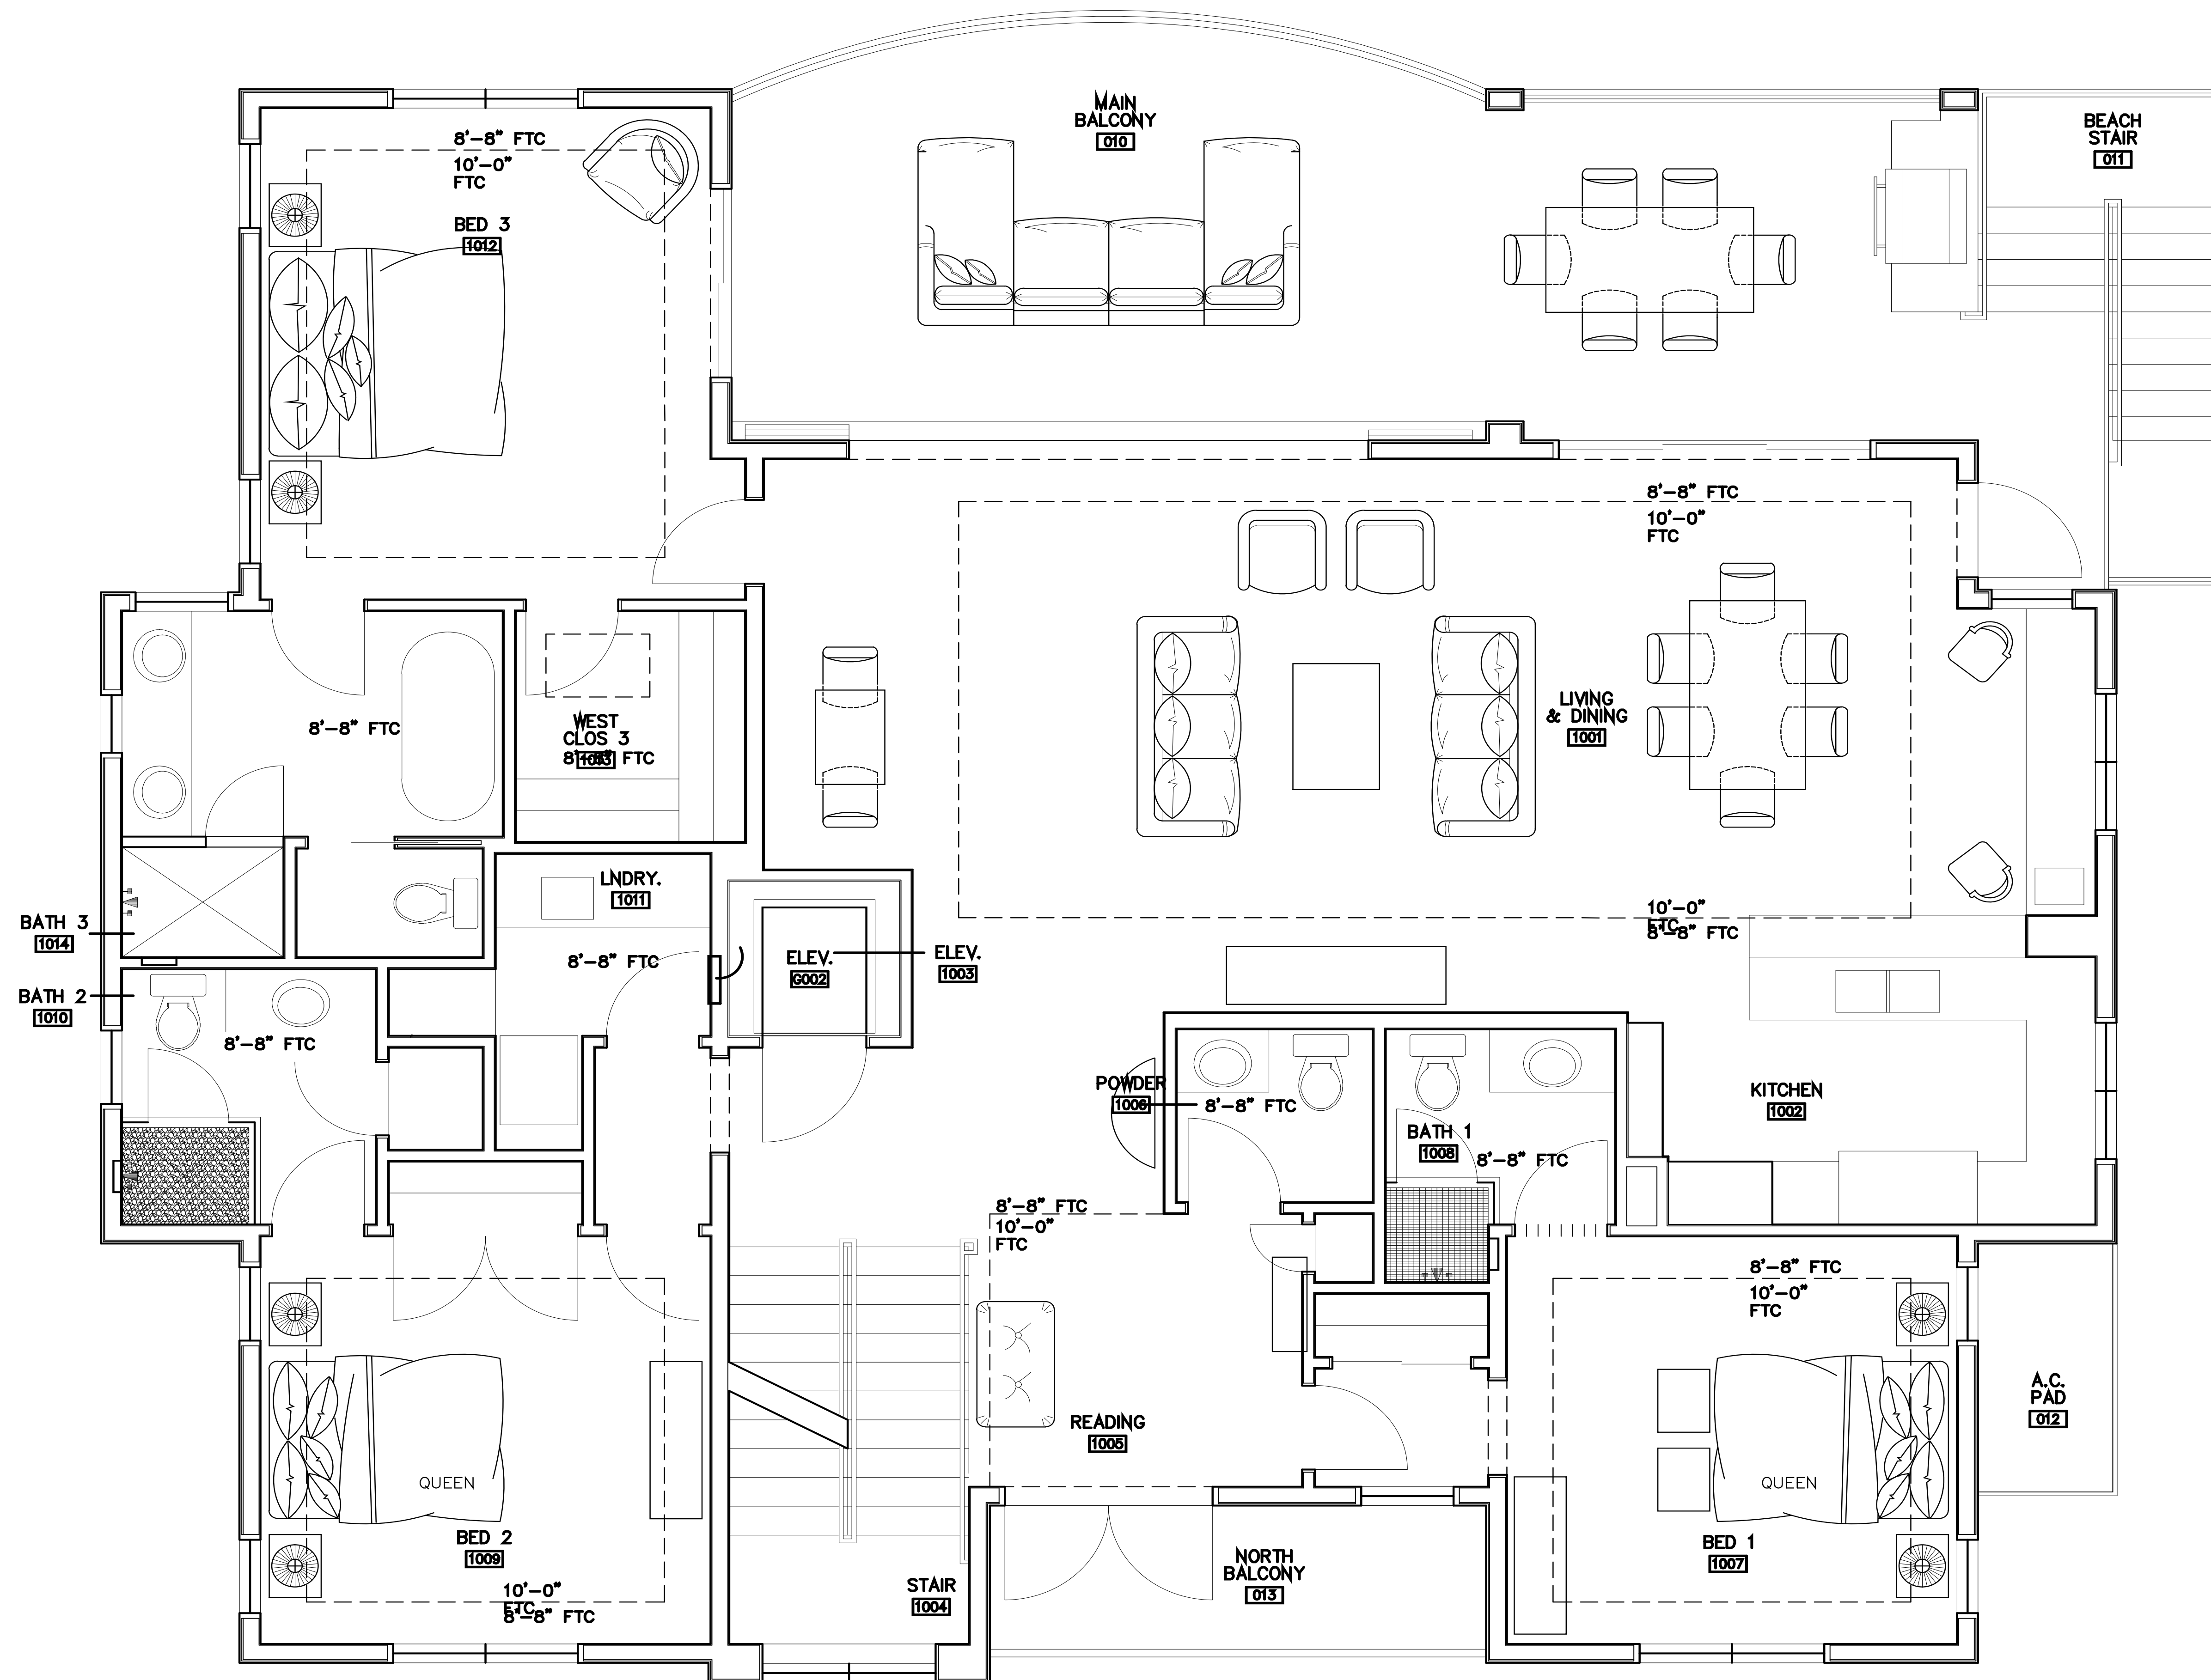 MAIN
BALCONY
010
BEACH
STAIR
011
8'-8" FTC
10'-0"
FTC
BED 3
1012
8'-8" FTC
10'-0"
FTC
8'-8" FTC
WEST
CLOS 3
1013
8'-8" FTC
LIVING
& DINING
1001
LNDRY.
1011
8'-8" FTC
BATH 3
1014
10'-0"
FTC
8'-8" FTC
ELEV.
G002
ELEV.
1003
BATH 2
1010
8'-8" FTC
POWDER
1006
8'-8" FTC
BATH 1
1008
8'-8" FTC
KITCHEN
1002
8'-8" FTC
10'-0"
FTC
8'-8" FTC
10'-0"
FTC
A.C.
PAD
012
READING
1005
QUEEN
QUEEN
BED 2
1009
BED 1
1007
NORTH
BALCONY
013
STAIR
1004
10'-0"
FTC
8'-8" FTC